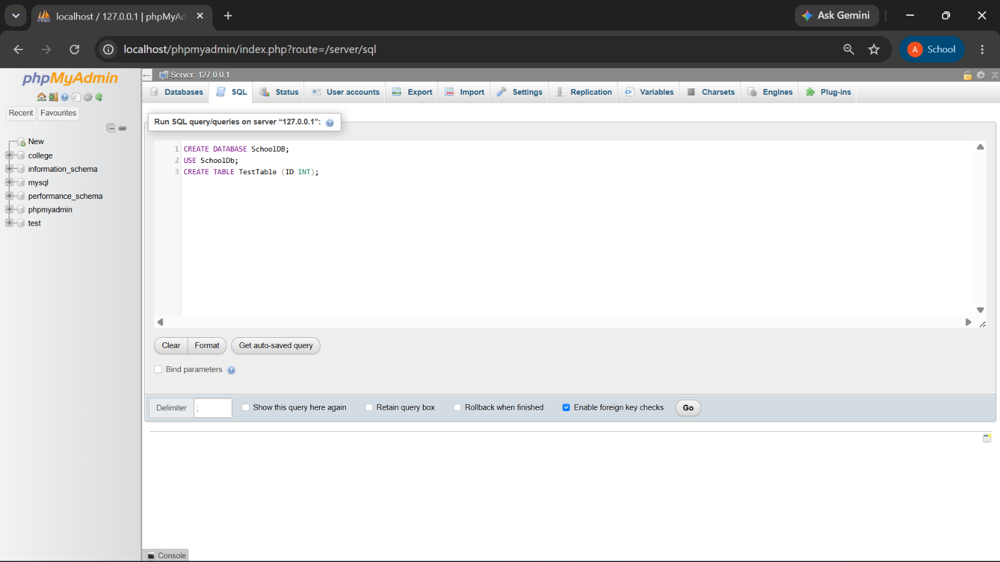 localhost / 127.0.0.1 | phpMyAd
Ask Gemini
localhost/phpmyadmin/index.php?route=/server/sql
A School
phpMyAdmin
Server: 127.0.0.1
Databases SQL Status User accounts Export Import Settings Replication Variables Charsets Engines Plug-ins
Recent Favourites
Run SQL query/queries on server “127.0.0.1”:
New
college
information_schema
mysql
performance_schema
phpmyadmin
test
1 CREATE DATABASE SchoolDB;
2 USE SchoolDb;
3 CREATE TABLE TestTable (ID INT);
Clear Format Get auto-saved query
Bind parameters
Delimiter ; Show this query here again Retain query box Rollback when finished Enable foreign key checks Go
Console